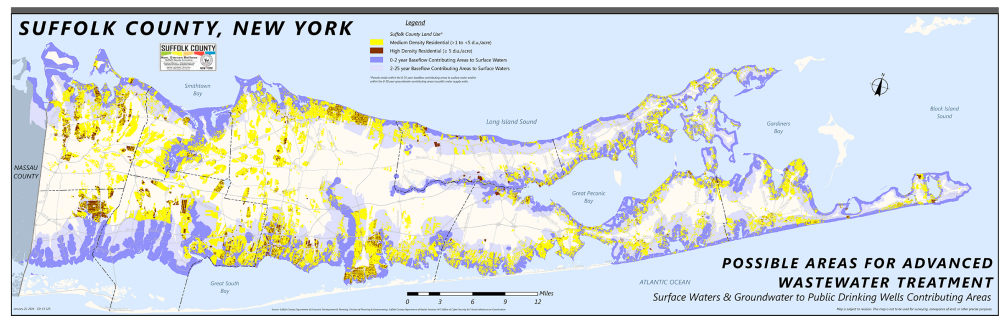 SUFFOLK COUNTY, NEW YORK
SUFFOLK COUNTY
Legend
Suffolk County Land Use*
Medium Density Residential (>1 to <5 d.u./acre)
High Density Residential (≥ 5 d.u./acre)
0-2 year Baseflow Contributing Areas to Surface Waters
2-25 year Baseflow Contributing Areas to Surface Waters
Smithtown
Bay
Long Island Sound
Block Island
Sound
Gardiners
Bay
NASSAU
COUNTY
Great Peconic
Bay
Great South
Bay
ATLANTIC OCEAN
Miles
0 3 6 9 12
POSSIBLE AREAS FOR ADVANCED
WASTEWATER TREATMENT
Surface Waters & Groundwater to Public Drinking Wells Contributing Areas